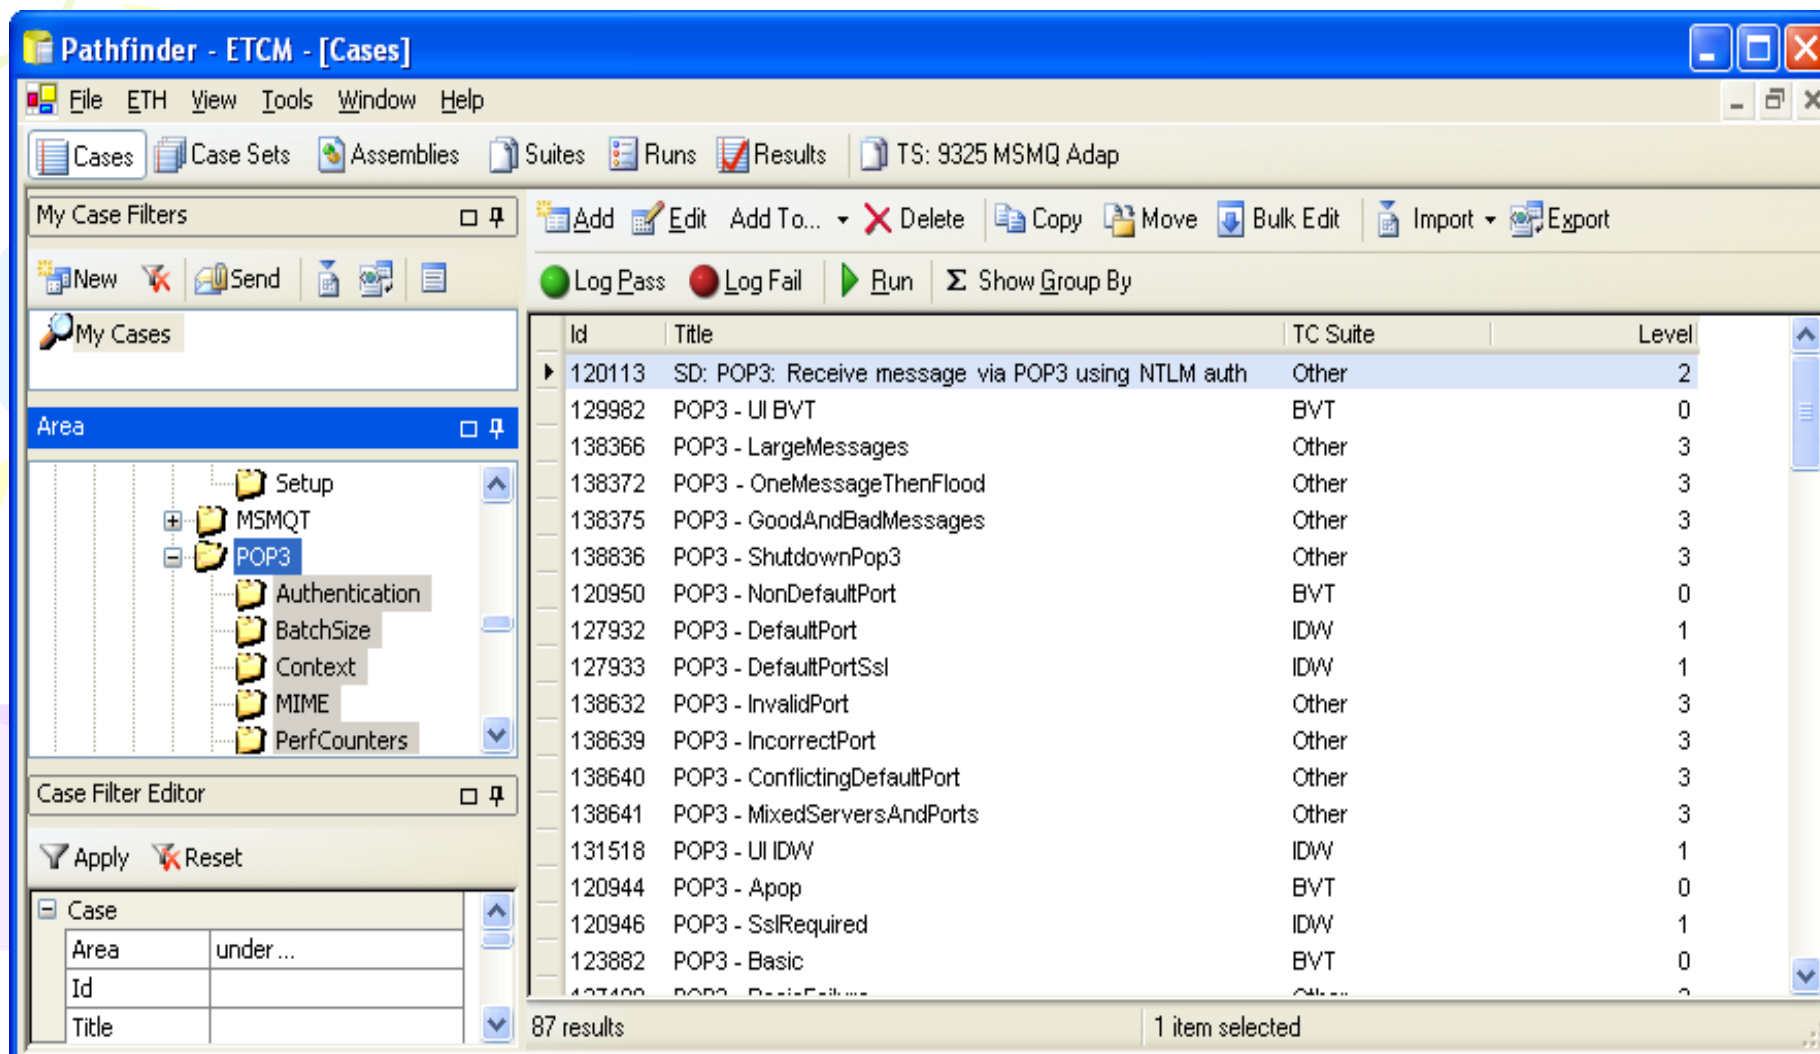 Pathfinder - ETCM - [Cases]
File ETH View Tools Window Help
Cases Case Sets Assemblies Suites Runs Results TS: 9325 MSMQ Adap
My Case Filters
New Send
My Cases
Area
Setup
MSMQT
POP3
Authentication
BatchSize
Context
MIME
PerfCounters
Case Filter Editor
Apply Reset
Case
Area under ...
Id
Title
Add Edit Add To... Delete Copy Move Bulk Edit Import Export
Log Pass Log Fail Run Σ Show Group By
Id Title TC Suite Level
120113 SD: POP3: Receive message via POP3 using NTLM auth Other 2
129982 POP3 - UI BVT BVT 0
138366 POP3 - LargeMessages Other 3
138372 POP3 - OneMessageThenFlood Other 3
138375 POP3 - GoodAndBadMessages Other 3
138836 POP3 - ShutdownPop3 Other 3
120950 POP3 - NonDefaultPort BVT 0
127932 POP3 - DefaultPort IDW 1
127933 POP3 - DefaultPortSsl IDW 1
138632 POP3 - InvalidPort Other 3
138639 POP3 - IncorrectPort Other 3
138640 POP3 - ConflictingDefaultPort Other 3
138641 POP3 - MixedServersAndPorts Other 3
131518 POP3 - UI IDW IDW 1
120944 POP3 - Apop BVT 0
120946 POP3 - SslRequired IDW 1
123882 POP3 - Basic BVT 0
87 results 1 item selected